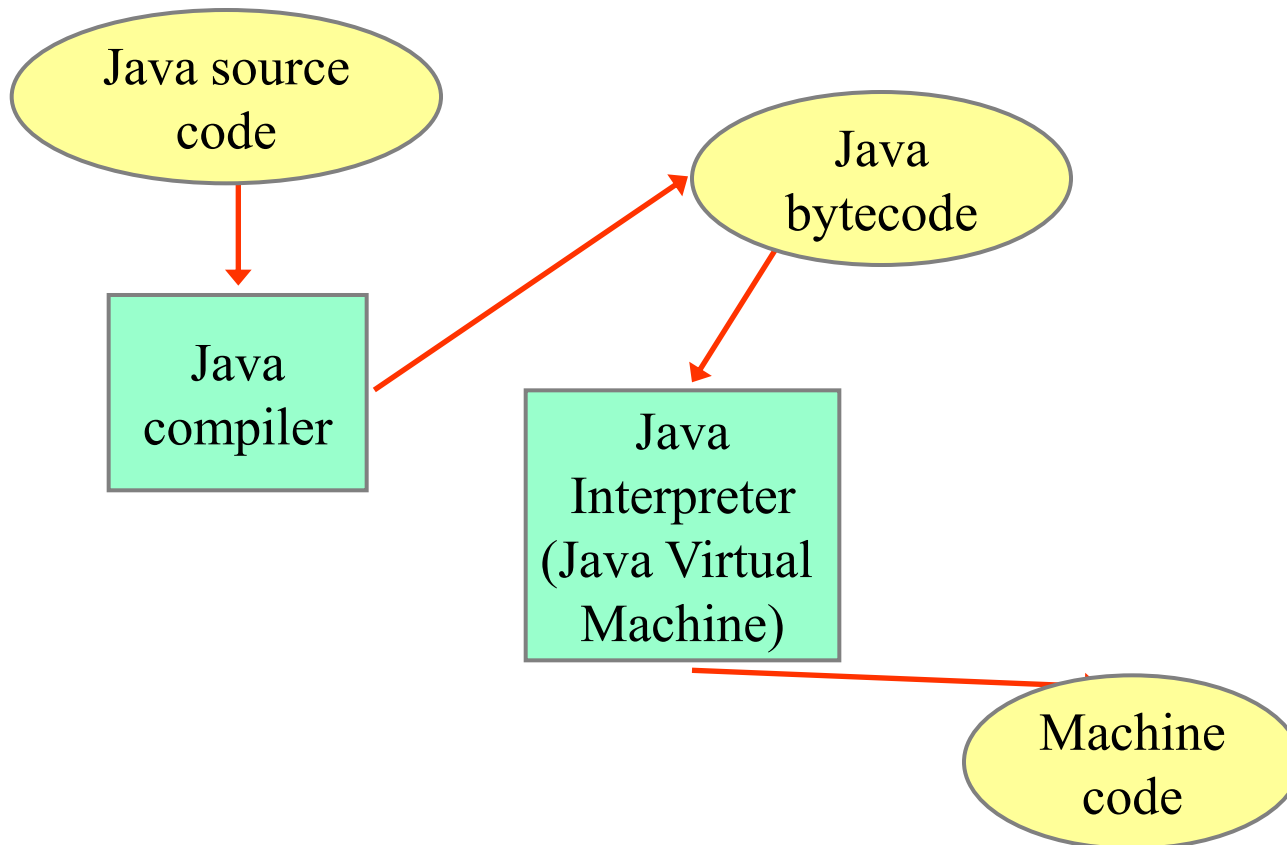 Java source
code
Java
compiler
Java
bytecode
Java
Interpreter
(Java Virtual
Machine)
Machine
code